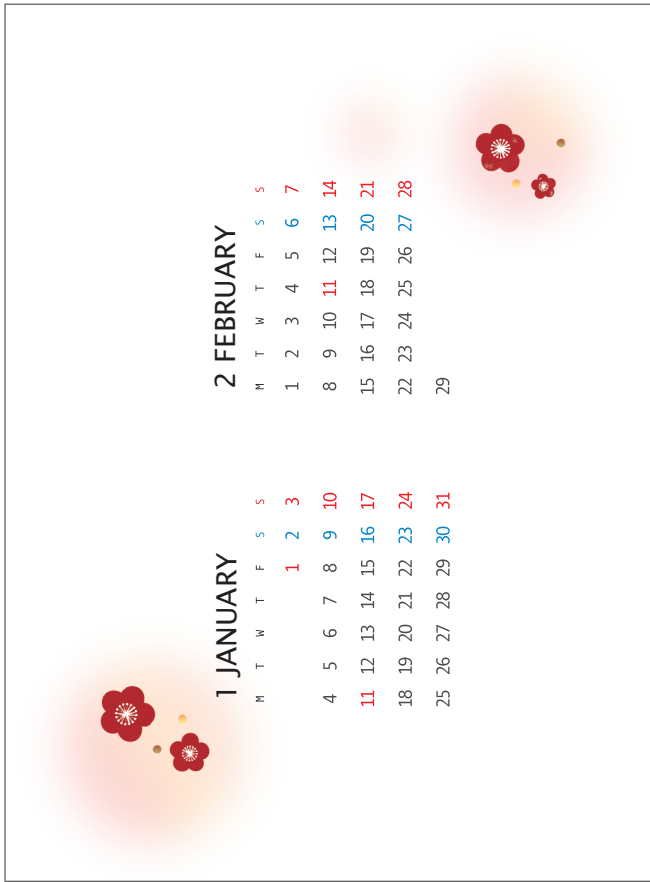 1 JANUARY
M T W T F S S
1 2 3
4 5 6 7 8 9 10
11 12 13 14 15 16 17
18 19 20 21 22 23 24
25 26 27 28 29 30 31
2 FEBRUARY
M T W T F S S
1 2 3 4 5 6 7
8 9 10 11 12 13 14
15 16 17 18 19 20 21
22 23 24 25 26 27 28
29